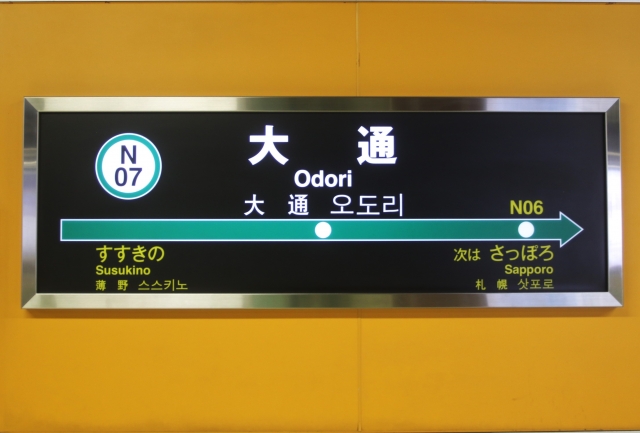 N
07
大 通
Odori
大 通 오도리
N06
すすきの
Susukino
薄 野 스스키노
次は さっぽろ
Sapporo
札 幌 삿포로